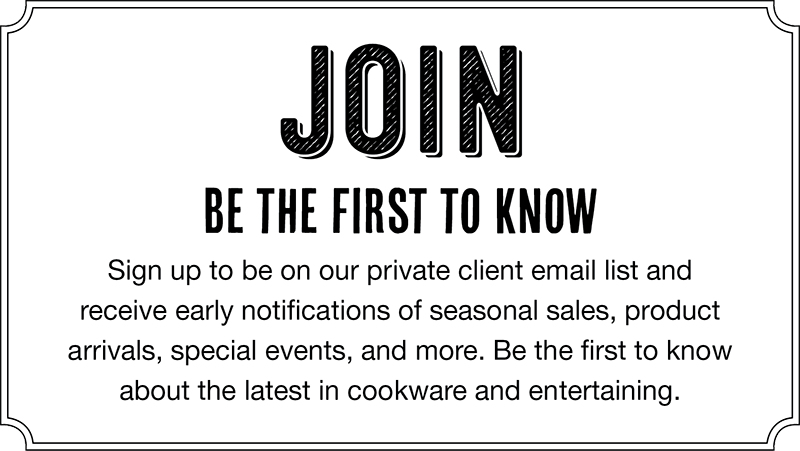 JOIN
BE THE FIRST TO KNOW
Sign up to be on our private client email list and
receive early notifications of seasonal sales, product
arrivals, special events, and more. Be the first to know
about the latest in cookware and entertaining.